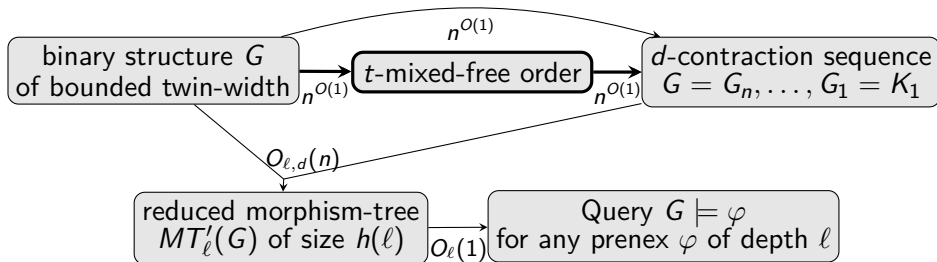 n^{O(1)}
binary structure G
of bounded twin-width
n^{O(1)}
t-mixed-free order
n^{O(1)}
d-contraction sequence
G = G_n, . . . , G_1 = K_1
O_{ℓ,d}(n)
reduced morphism-tree
MT'_ℓ(G) of size h(ℓ)
O_ℓ(1)
Query G ⊨ φ
for any prenex φ of depth ℓ